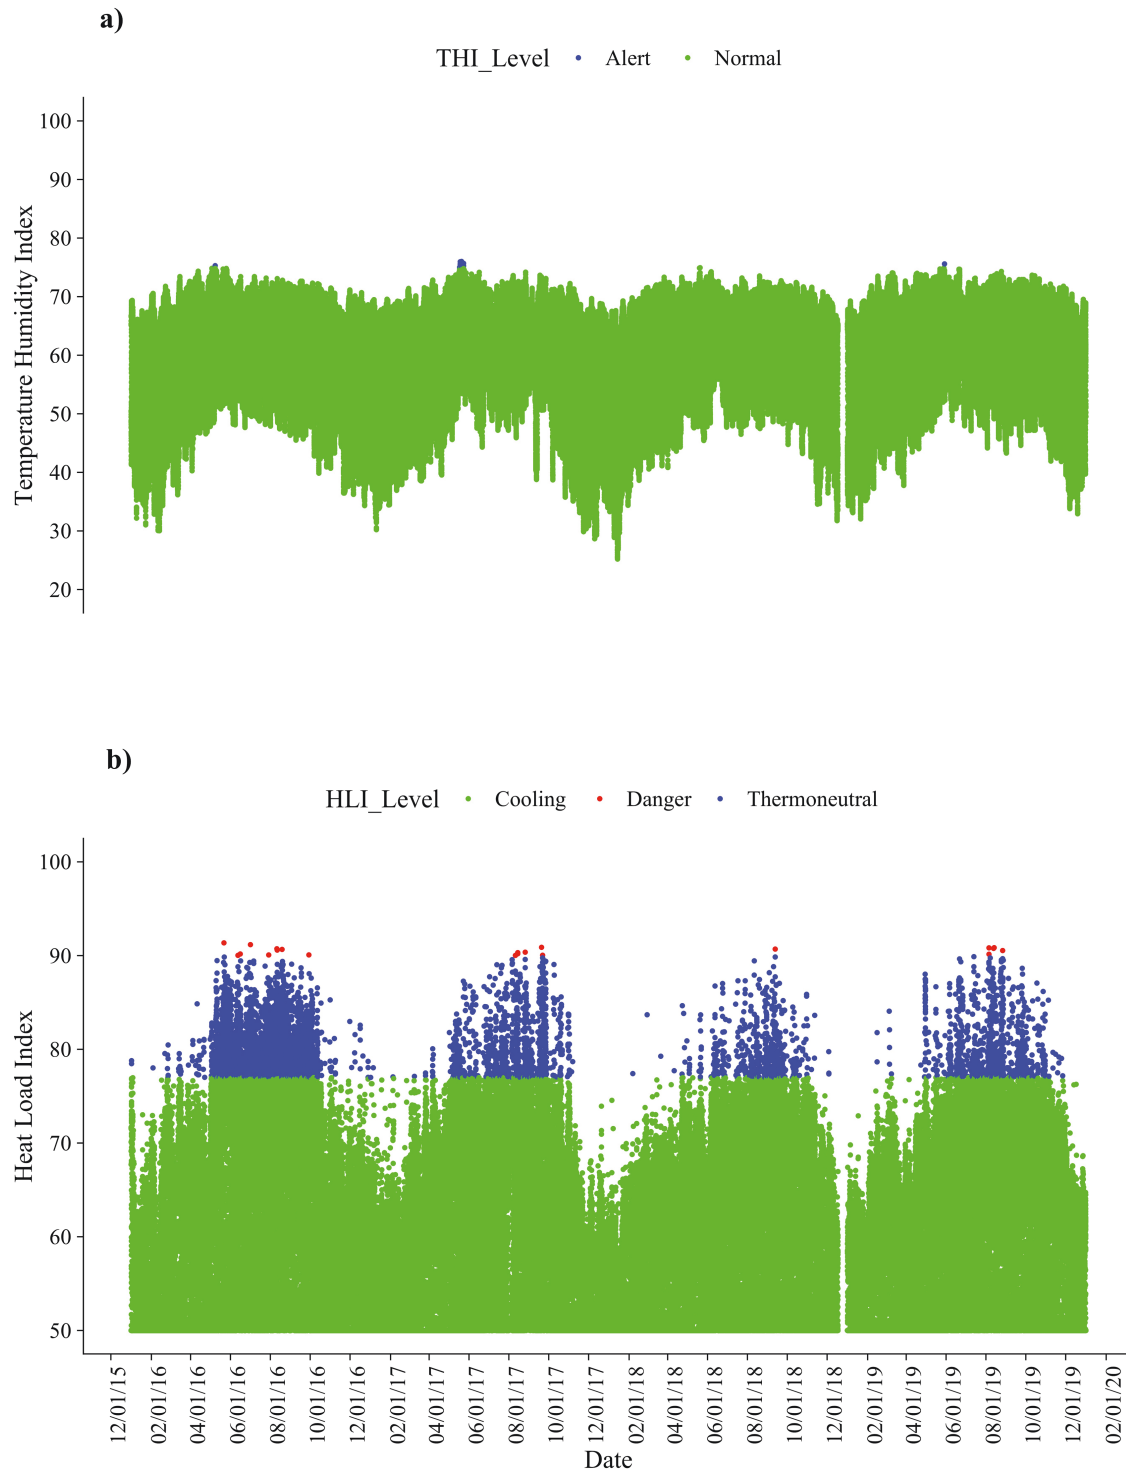 a)
THI_Level Alert Normal
100
90
80
70
60
50
40
30
20
Temperature Humidity Index
b)
HLI_Level Cooling Danger Thermoneutral
100
90
80
70
60
50
Heat Load Index
12/01/15 02/01/16 04/01/16 06/01/16 08/01/16 10/01/16 12/01/16 02/01/17 04/01/17 06/01/17 08/01/17 10/01/17 12/01/17 02/01/18 04/01/18 06/01/18 08/01/18 10/01/18 12/01/18 02/01/19 04/01/19 06/01/19 08/01/19 10/01/19 12/01/19 02/01/20
Date